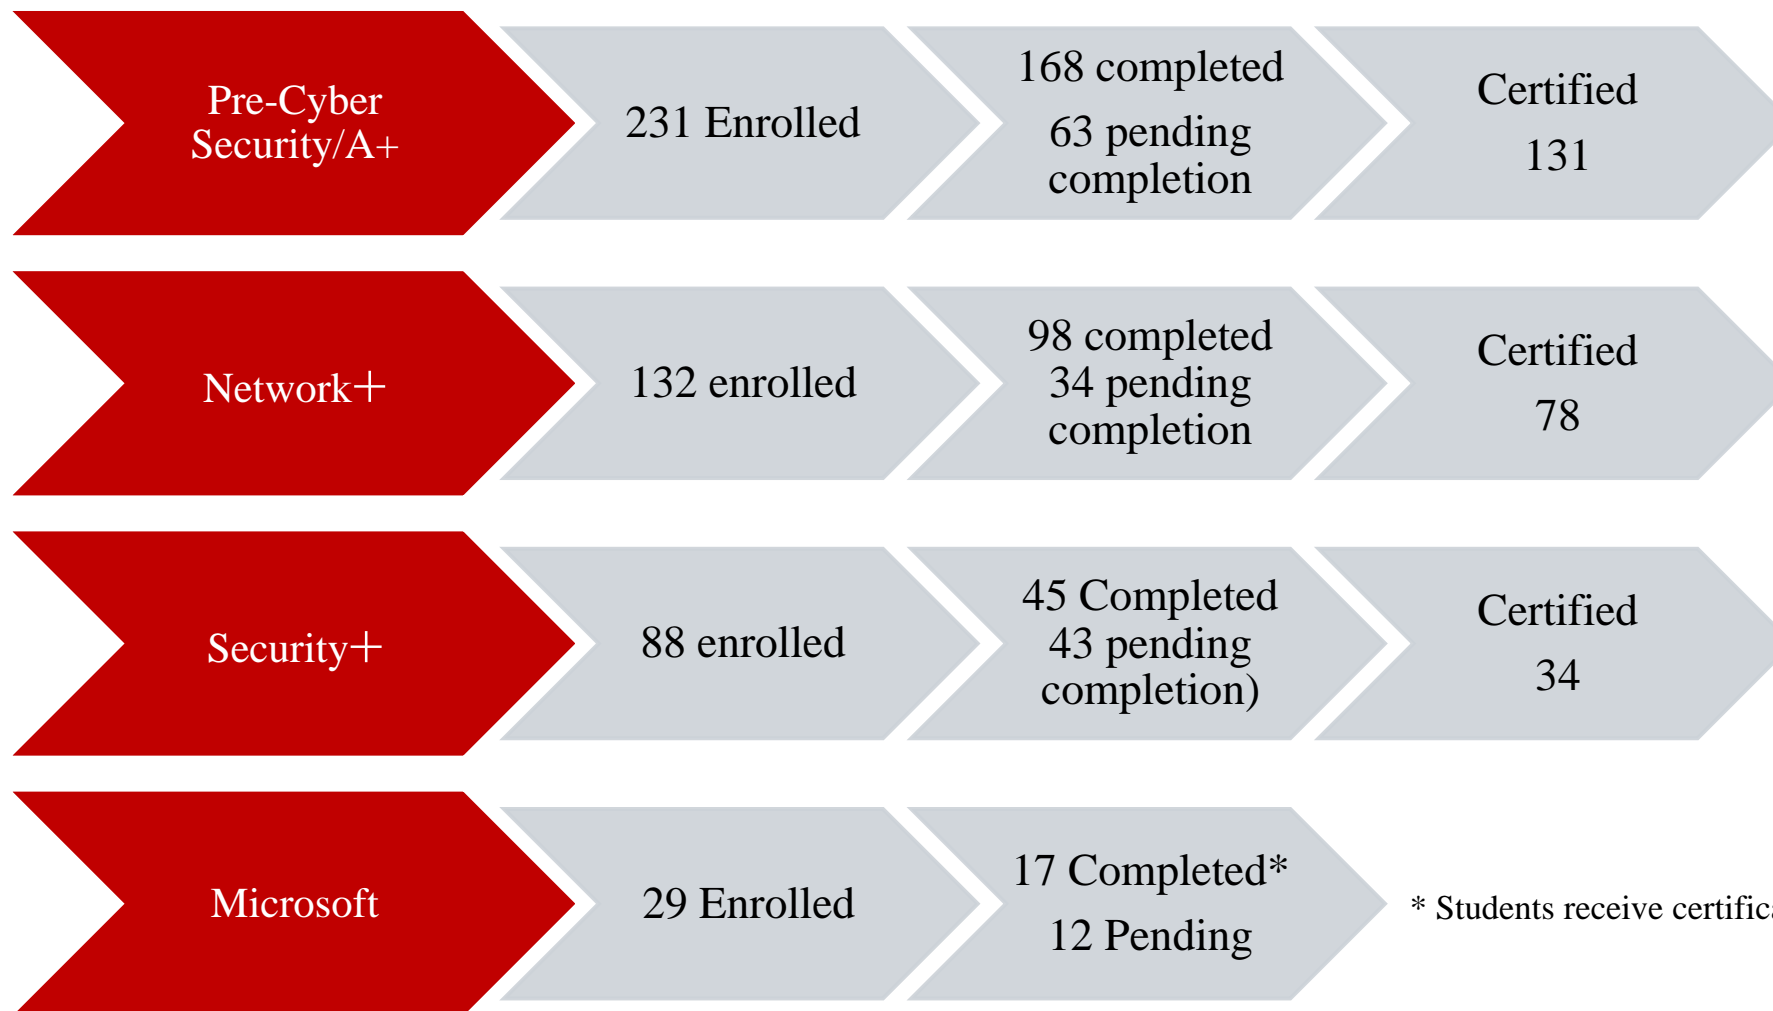 Pre-Cyber
Security/A+
231 Enrolled
168 completed
63 pending
completion
Certified
131
Network+
132 enrolled
98 completed
34 pending
completion
Certified
78
Security+
88 enrolled
45 Completed
43 pending
completion)
Certified
34
Microsoft
29 Enrolled
17 Completed*
12 Pending
* Students receive